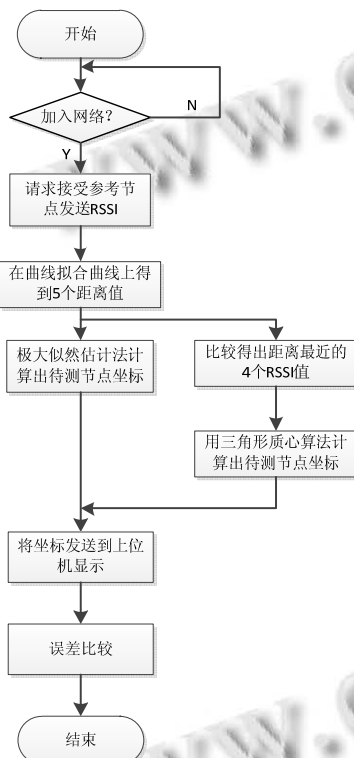 开始
加入网络？
N
Y
请求接受参考节
点发送RSSI
在曲线拟合曲线上得
到5个距离值
极大似然估计法计
算出待测节点坐标
比较得出距离最近的
4个RSSI值
用三角形质心算法计
算出待测节点坐标
将坐标发送到上位
机显示
误差比较
结束